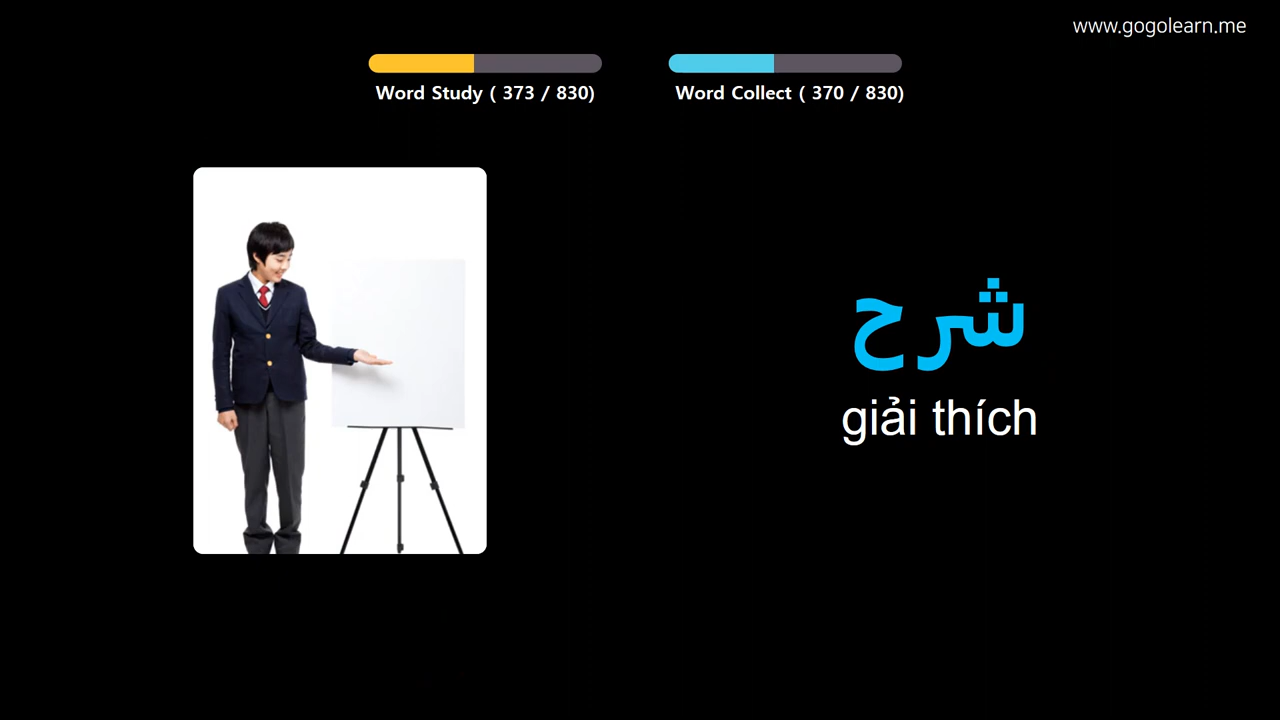 www.gogolearn.me
Word Study ( 373 / 830)
Word Collect ( 370 / 830)
شرح
giải thích